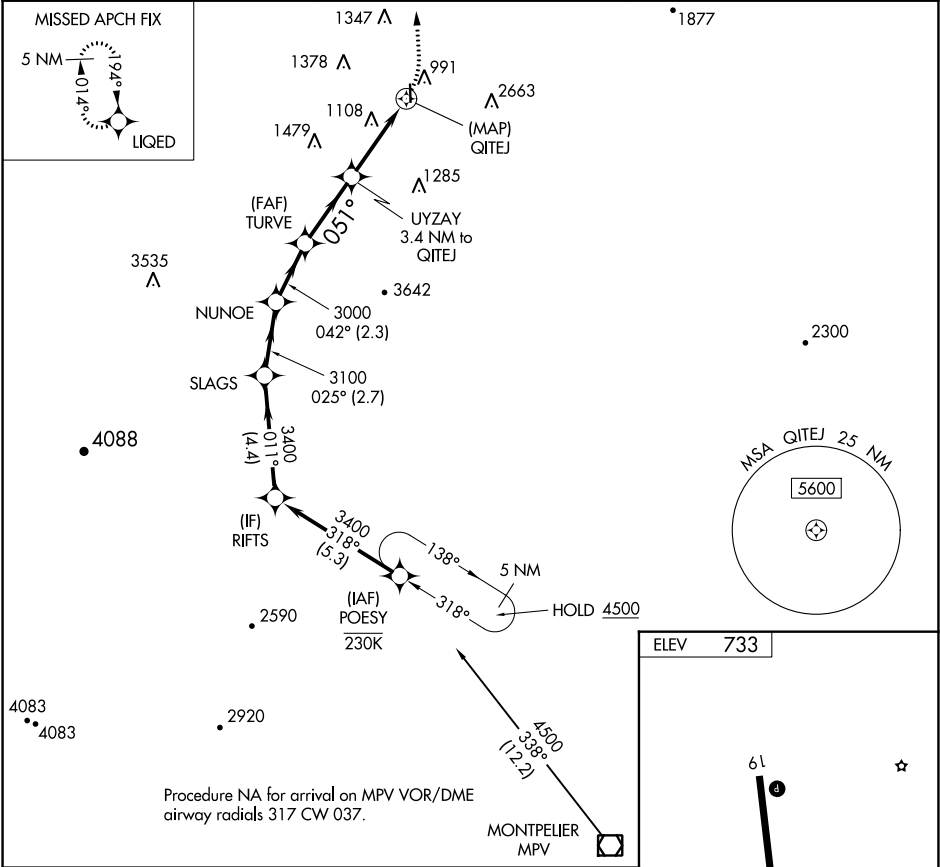 MISSED APCH FIX
5 NM
194°
014°
LIQED
1347
1877
1378
991
2663
1108
1479
(MAP)
QITEJ
1285
(FAF)
TURVE
051°
UYZAY
3.4 NM to
QITEJ
3535
3642
NUNOE
3000
042° (2.3)
2300
SLAGS
3100
025° (2.7)
4088
3400
011°
(4.4)
MSA QITEJ 25 NM
5600
(IF)
RIFTS
3400
318°
(5.3)
138°
5 NM
318°
HOLD 4500
(IAF)
POESY
230K
2590
ELEV 733
4083
4083
2920
4500
338°
(12.2)
19
P
Procedure NA for arrival on MPV VOR/DME
airway radials 317 CW 037.
MONTPELIER
MPV